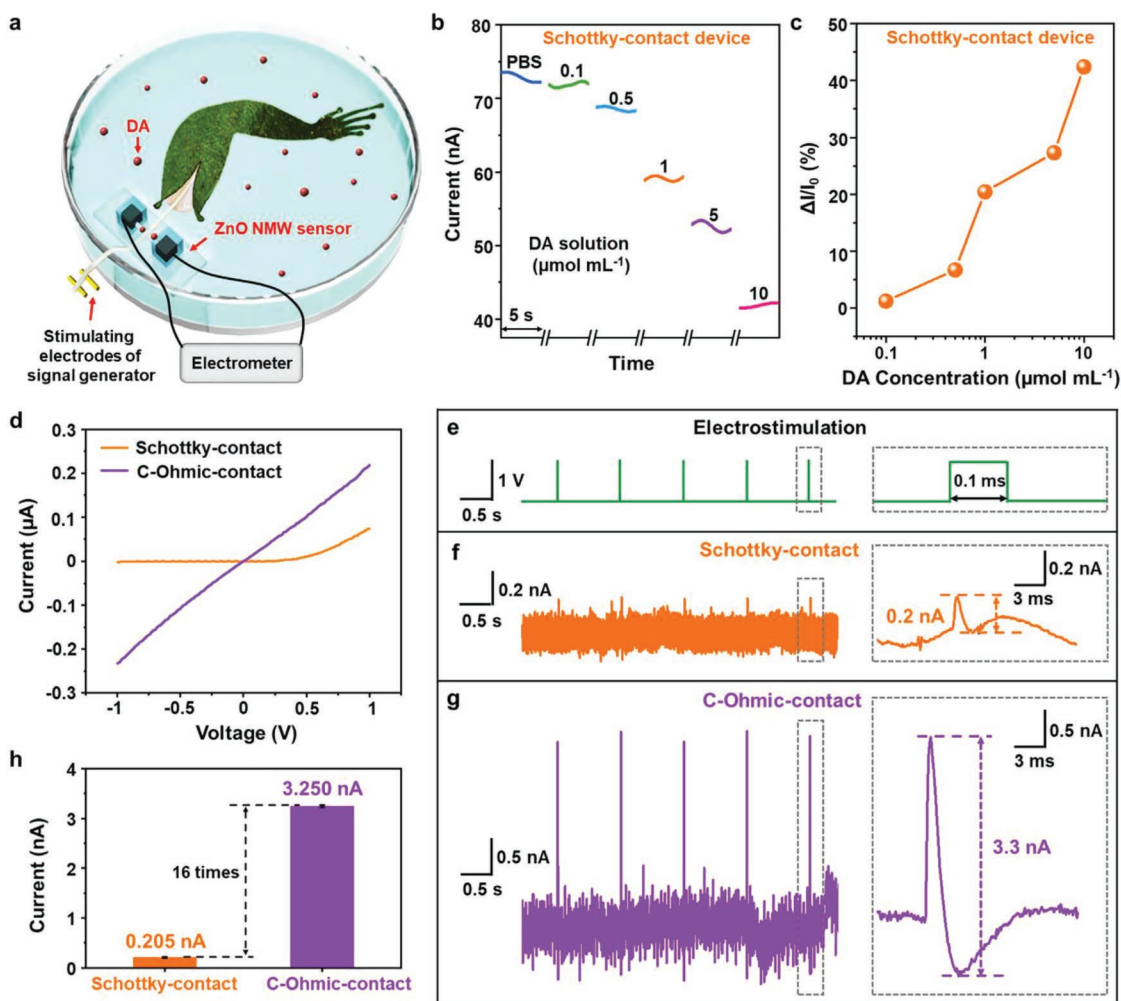 a
DA
ZnO NMW sensor
Stimulating
electrodes of
signal generator
Electrometer
b
Schottky-contact device
PBS
0.1
0.5
1
5
10
DA solution
(μmol mL⁻¹)
5 s
80
70
60
50
40
Current (nA)
Time
c
Schottky-contact device
50
40
30
20
10
0
ΔI/I₀ (%)
0.1
1
10
DA Concentration (μmol mL⁻¹)
d
Schottky-contact
C-Ohmic-contact
0.3
0.2
0.1
0
-0.1
-0.2
-0.3
Current (μA)
-1
-0.5
0
0.5
1
Voltage (V)
e
Electrostimulation
1 V
0.5 s
0.1 ms
f
Schottky-contact
0.2 nA
0.5 s
0.2 nA
0.2 nA
3 ms
g
C-Ohmic-contact
0.5 nA
0.5 s
0.5 nA
3 ms
3.3 nA
h
4
3
2
1
0
Current (nA)
3.250 nA
16 times
0.205 nA
Schottky-contact
C-Ohmic-contact